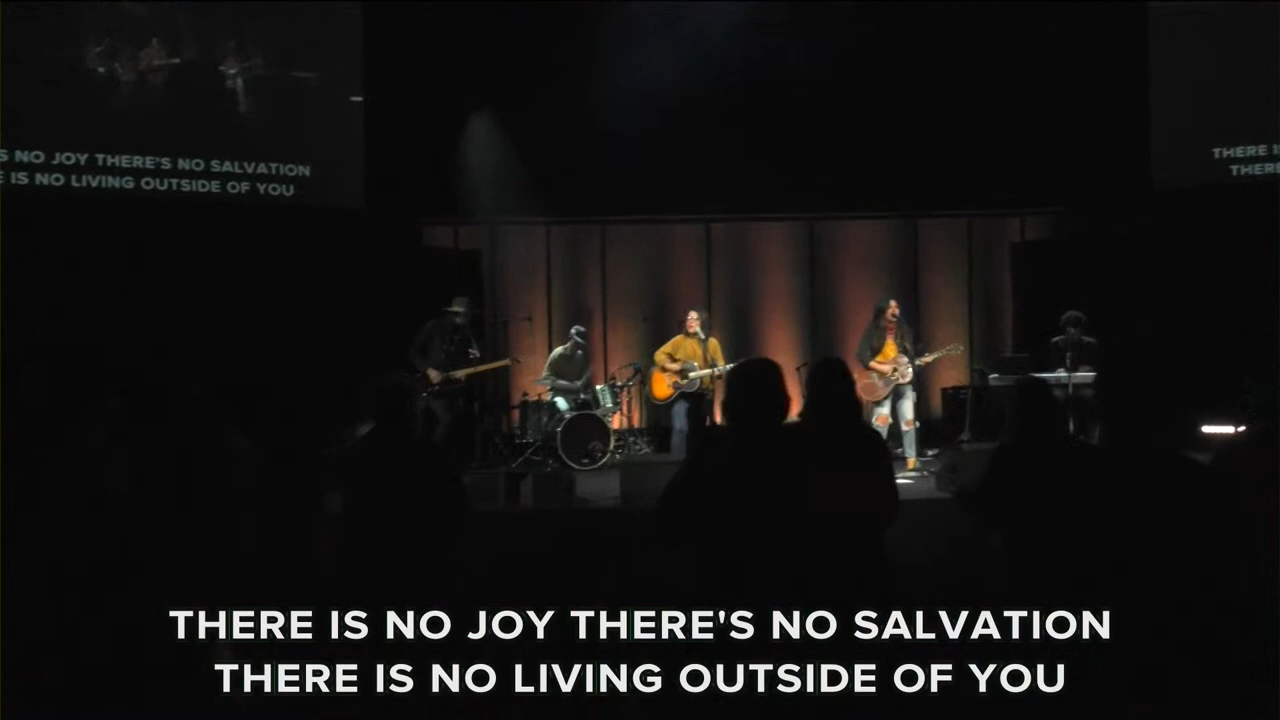 S NO JOY THERE'S NO SALVATION
IS NO LIVING OUTSIDE OF YOU
THERE
THERE
THERE IS NO JOY THERE'S NO SALVATION
THERE IS NO LIVING OUTSIDE OF YOU